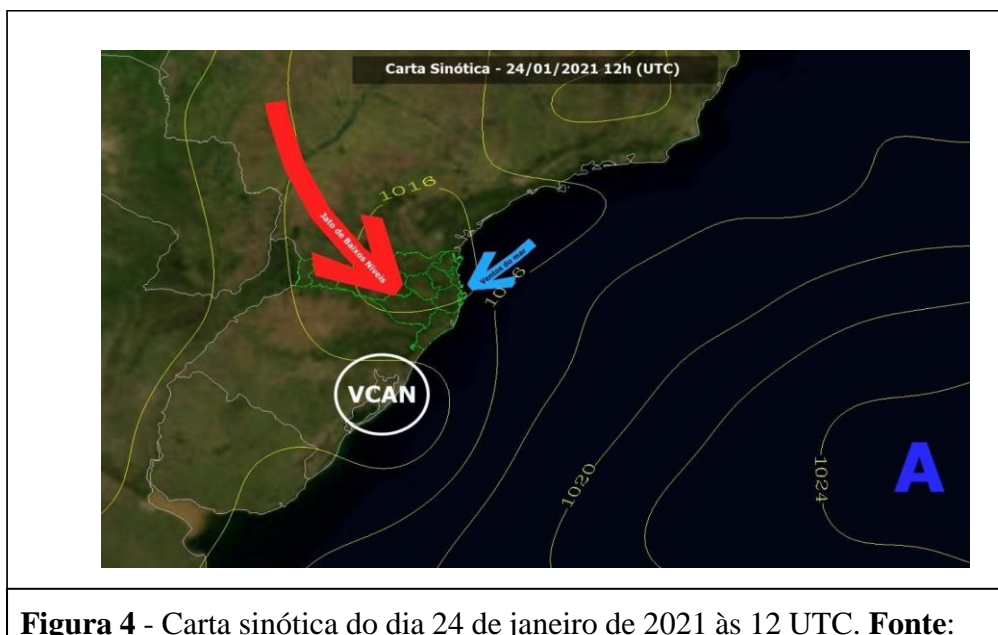 Carta Sinótica - 24/01/2021 12h (UTC)
1016
Jato de Baixos Níveis
Ventos do mar
1016
VCAN
A
1020
1024
Figura 4 - Carta sinótica do dia 24 de janeiro de 2021 às 12 UTC. Fonte: